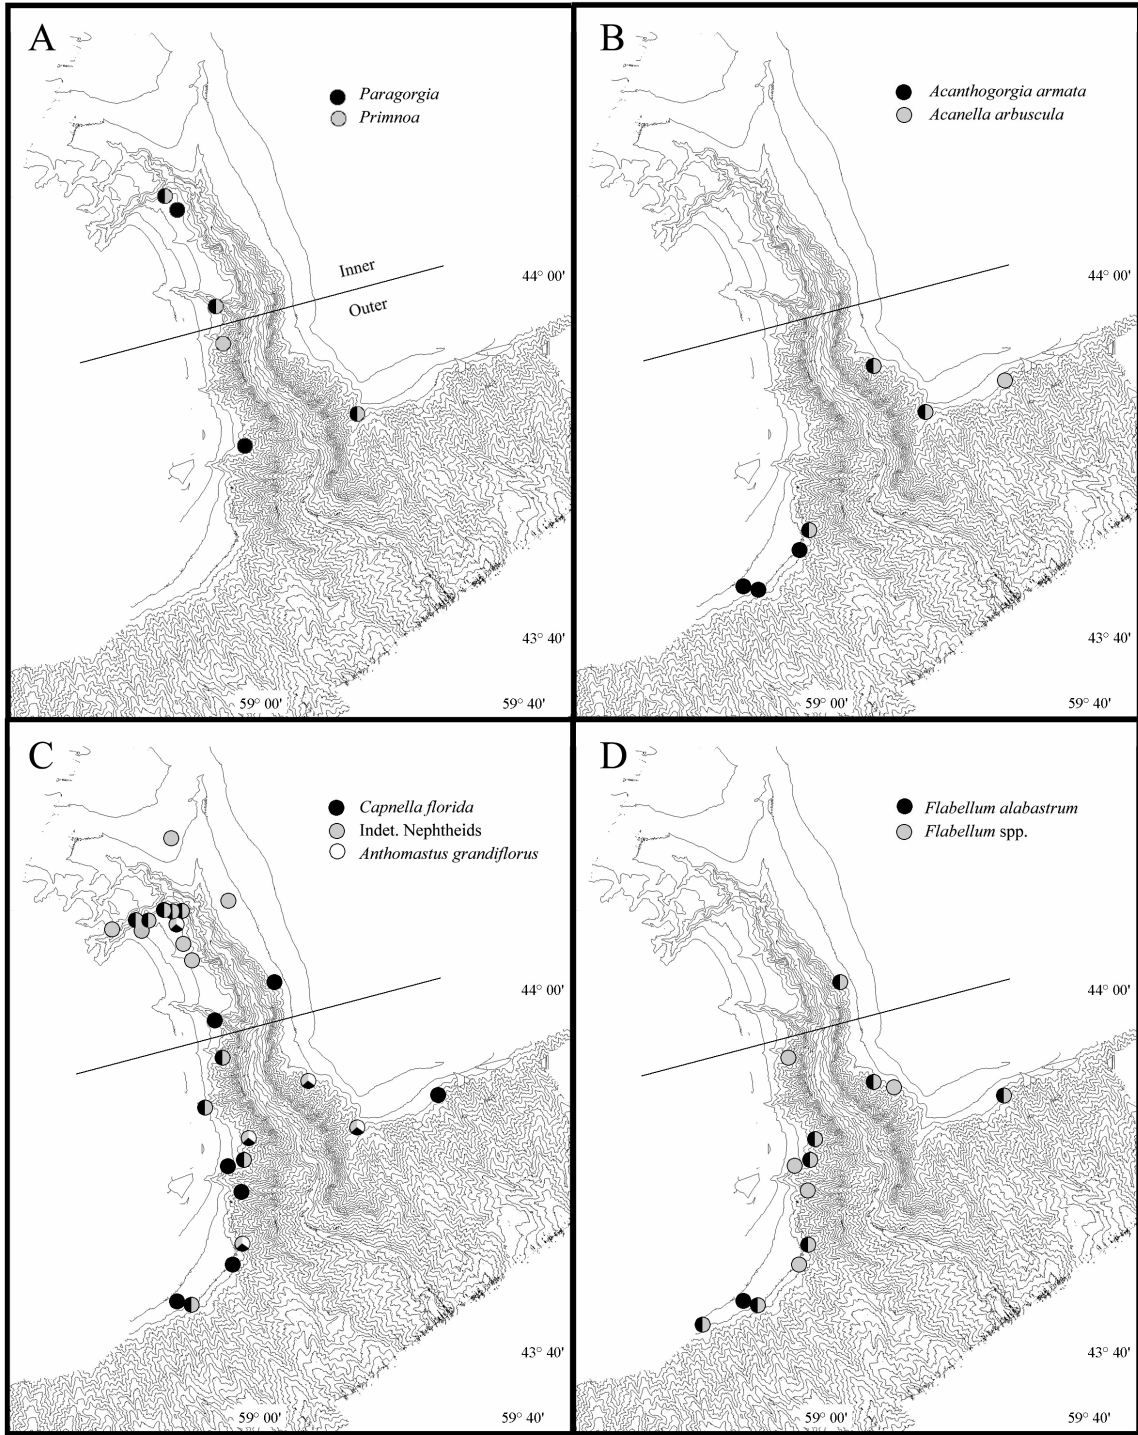 A
Paragorgia
Primnoa
Inner
Outer
44° 00'
43° 40'
59° 00'
59° 40'
B
Acanthogorgia armata
Acanella arbuscula
44° 00'
43° 40'
59° 00'
59° 40'
C
Capnella florida
Indet. Nephtheids
Anthomastus grandiflorus
44° 00'
43° 40'
59° 00'
59° 40'
D
Flabellum alabastrum
Flabellum spp.
44° 00'
43° 40'
59° 00'
59° 40'